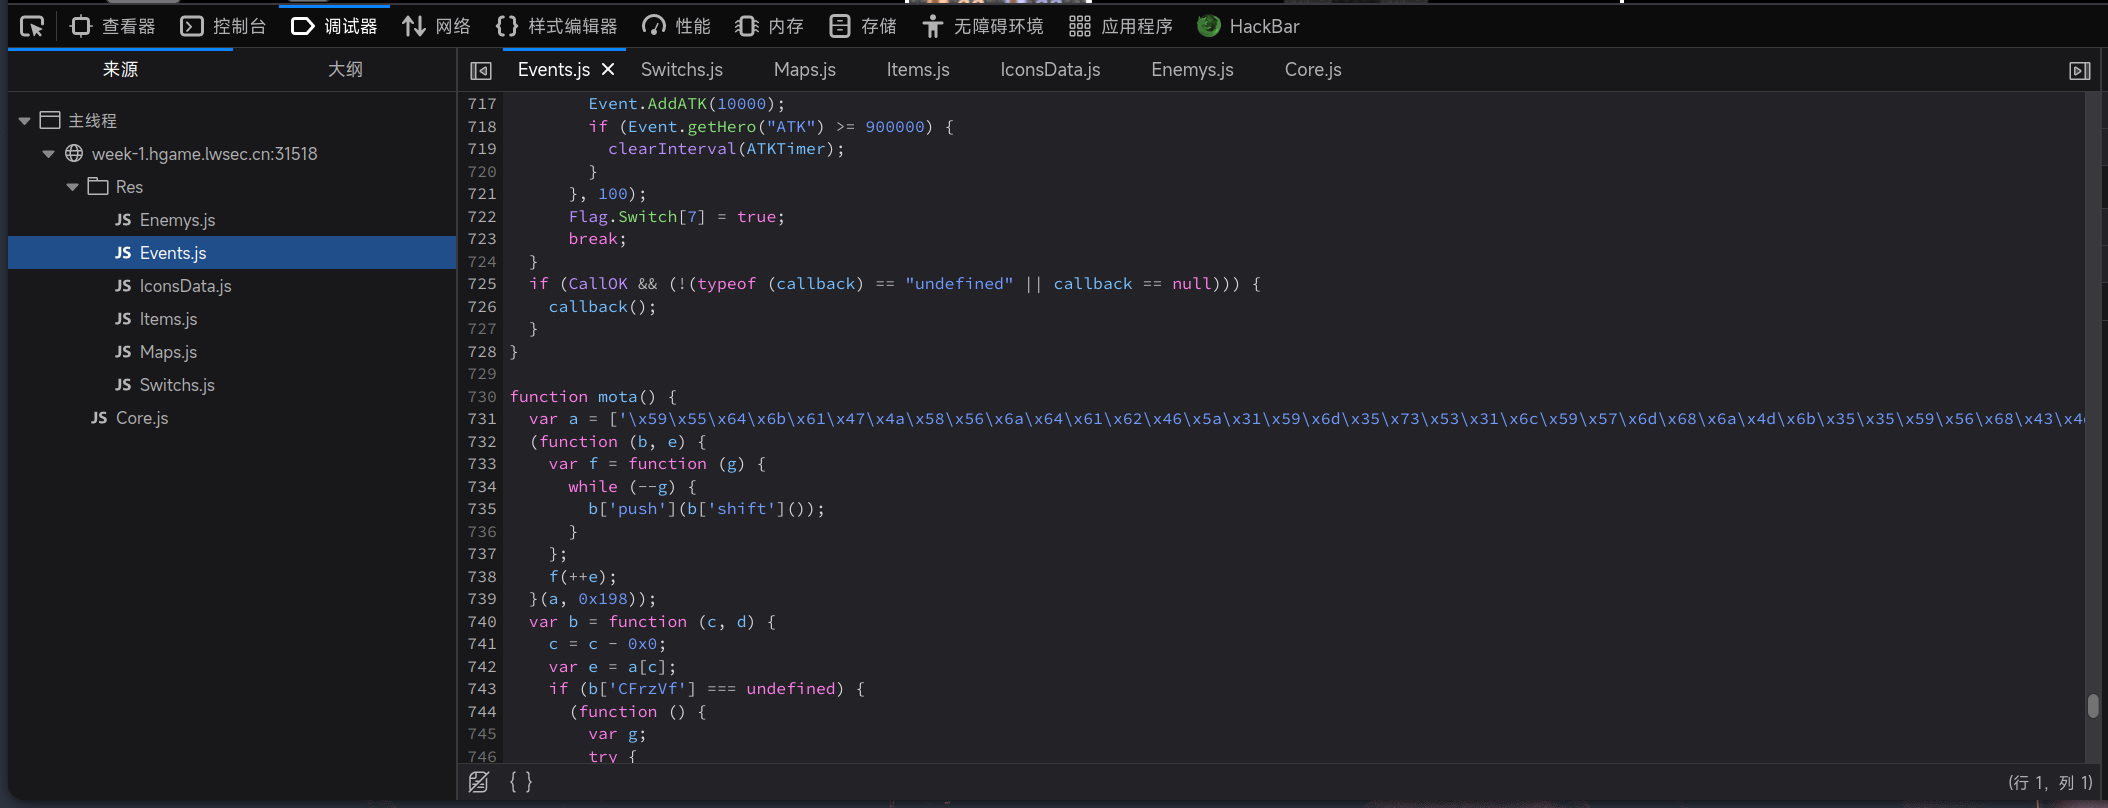 查看器 控制台 调试器 网络 样式编辑器 性能 内存 存储 无障碍环境 应用程序 HackBar
来源 大纲
Events.js Switchs.js Maps.js Items.js IconsData.js Enemys.js Core.js
主线程
week-1.hgame.lwsec.cn:31518
Res
JS Enemys.js
JS Events.js
JS IconsData.js
JS Items.js
JS Maps.js
JS Switchs.js
JS Core.js
717 Event.AddATK(10000);
718 if (Event.getHero("ATK") >= 900000) {
719 clearInterval(ATKTimer);
720 }
721 }, 100);
722 Flag.Switch[7] = true;
723 break;
724 }
725 if (CallOK && (!(typeof (callback) == "undefined" || callback == null))) {
726 callback();
727 }
728 }
729
730 function mota() {
731 var a = ['\x59\x55\x64\x6b\x61\x47\x4a\x58\x56\x6a\x64\x61\x62\x46\x5a\x31\x59\x6d\x35\x73\x53\x31\x6c\x59\x57\x6d\x68\x6a\x4d\x6b\x35\x35\x59\x56\x68\x43\x4
732 (function (b, e) {
733 var f = function (g) {
734 while (--g) {
735 b['push'](b['shift']());
736 }
737 };
738 f(++e);
739 }(a, 0x198));
740 var b = function (c, d) {
741 c = c - 0x0;
742 var e = a[c];
743 if (b['CFrzVf'] === undefined) {
744 (function () {
745 var g;
746 try {
{ } (行 1，列 1)